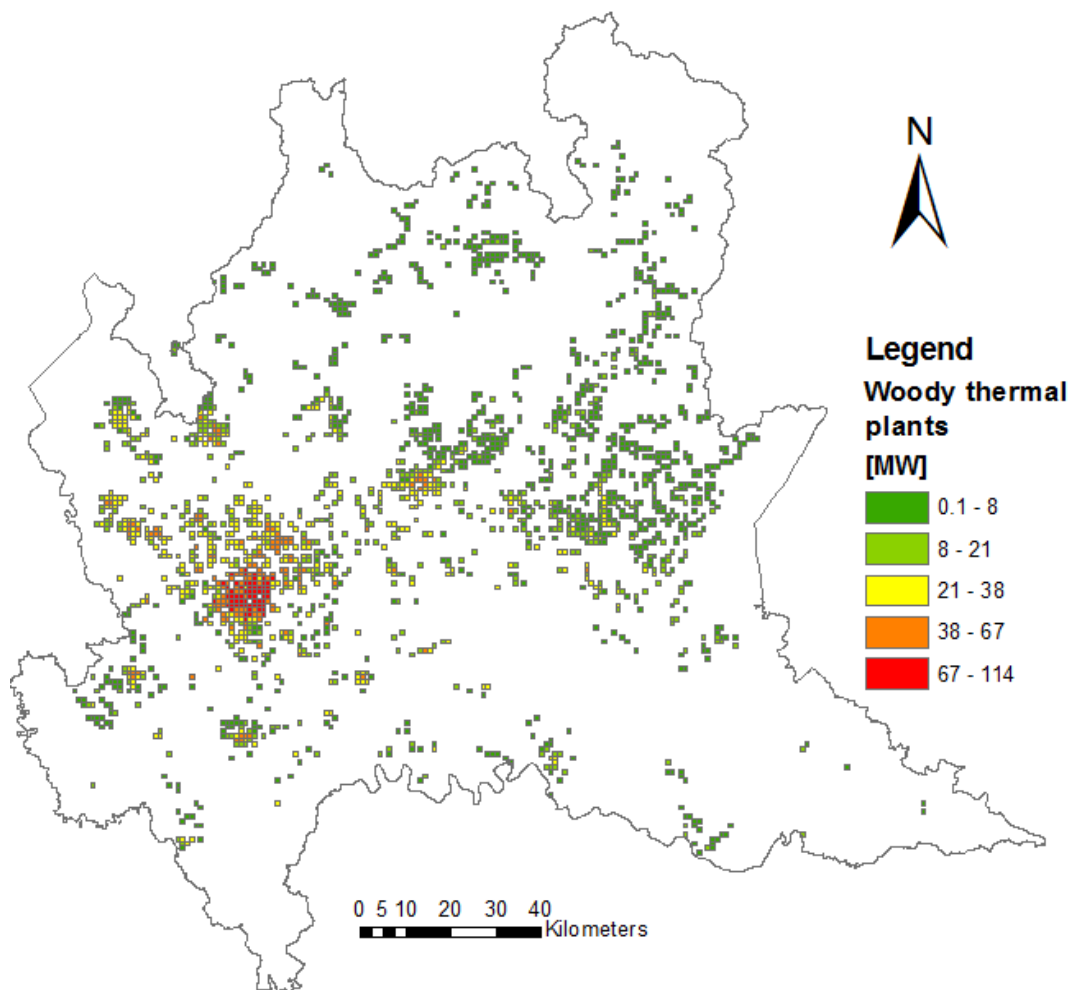 N
Legend
Woody thermal
plants
[MW]
0.1 - 8
8 - 21
21 - 38
38 - 67
67 - 114
0 5 10 20 30 40
Kilometers